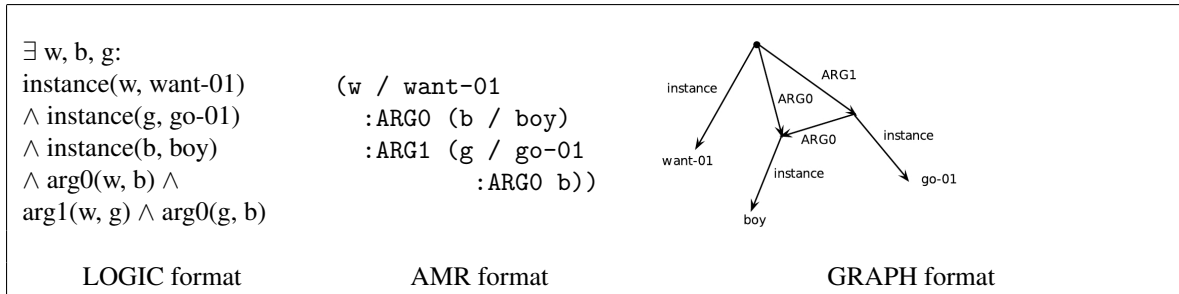 ∃ w, b, g:
instance(w, want-01)
∧ instance(g, go-01)
∧ instance(b, boy)
∧ arg0(w, b) ∧
arg1(w, g) ∧ arg0(g, b)
LOGIC format
(w / want-01
:ARG0 (b / boy)
:ARG1 (g / go-01
:ARG0 b))
AMR format
instance
ARG0
ARG1
ARG0
instance
want-01
instance
go-01
boy
GRAPH format